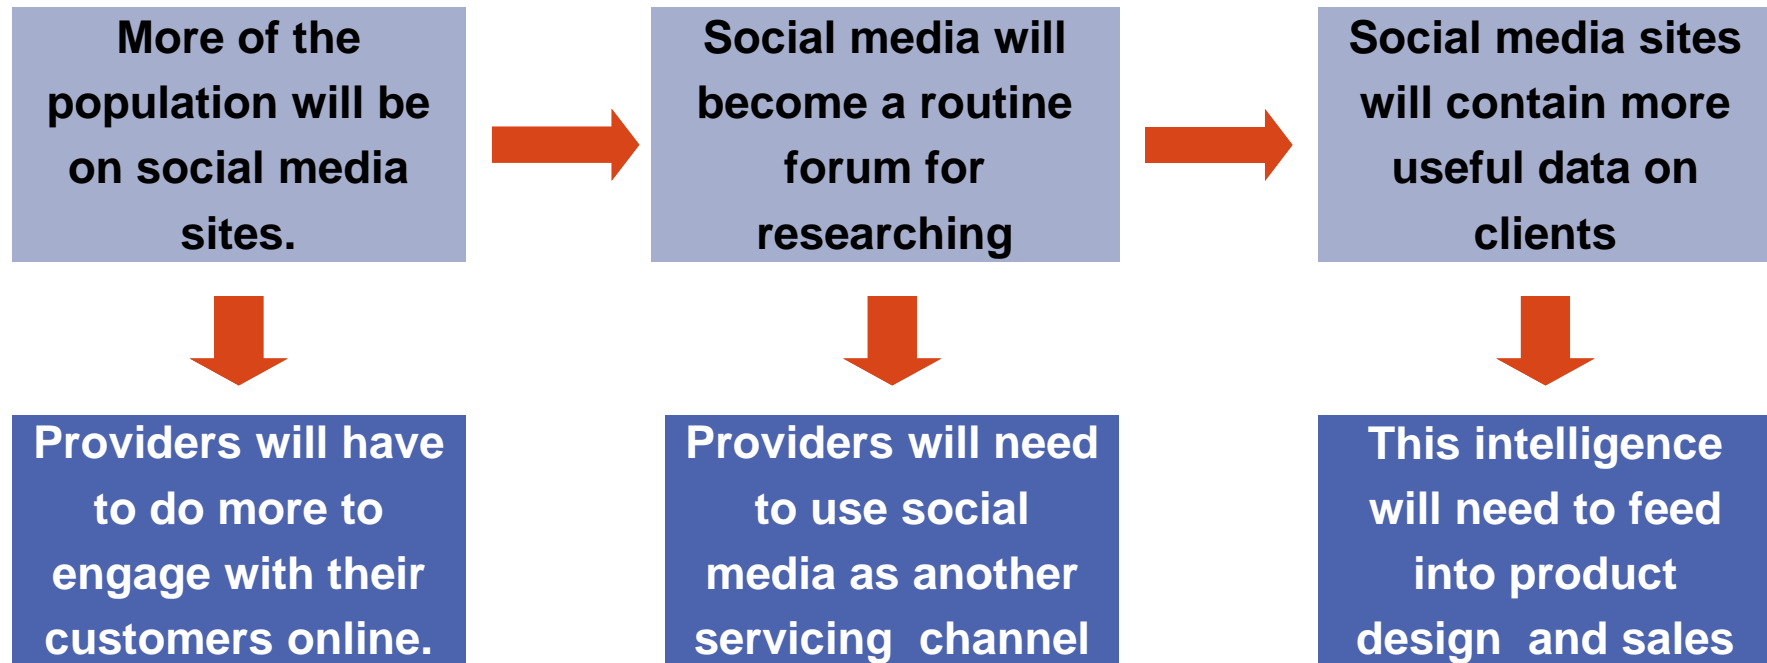 More of the
population will be
on social media
sites.
Social media will
become a routine
forum for
researching
Social media sites
will contain more
useful data on
clients
Providers will have
to do more to
engage with their
customers online.
Providers will need
to use social
media as another
servicing  channel
This intelligence
will need to feed
into product
design  and sales